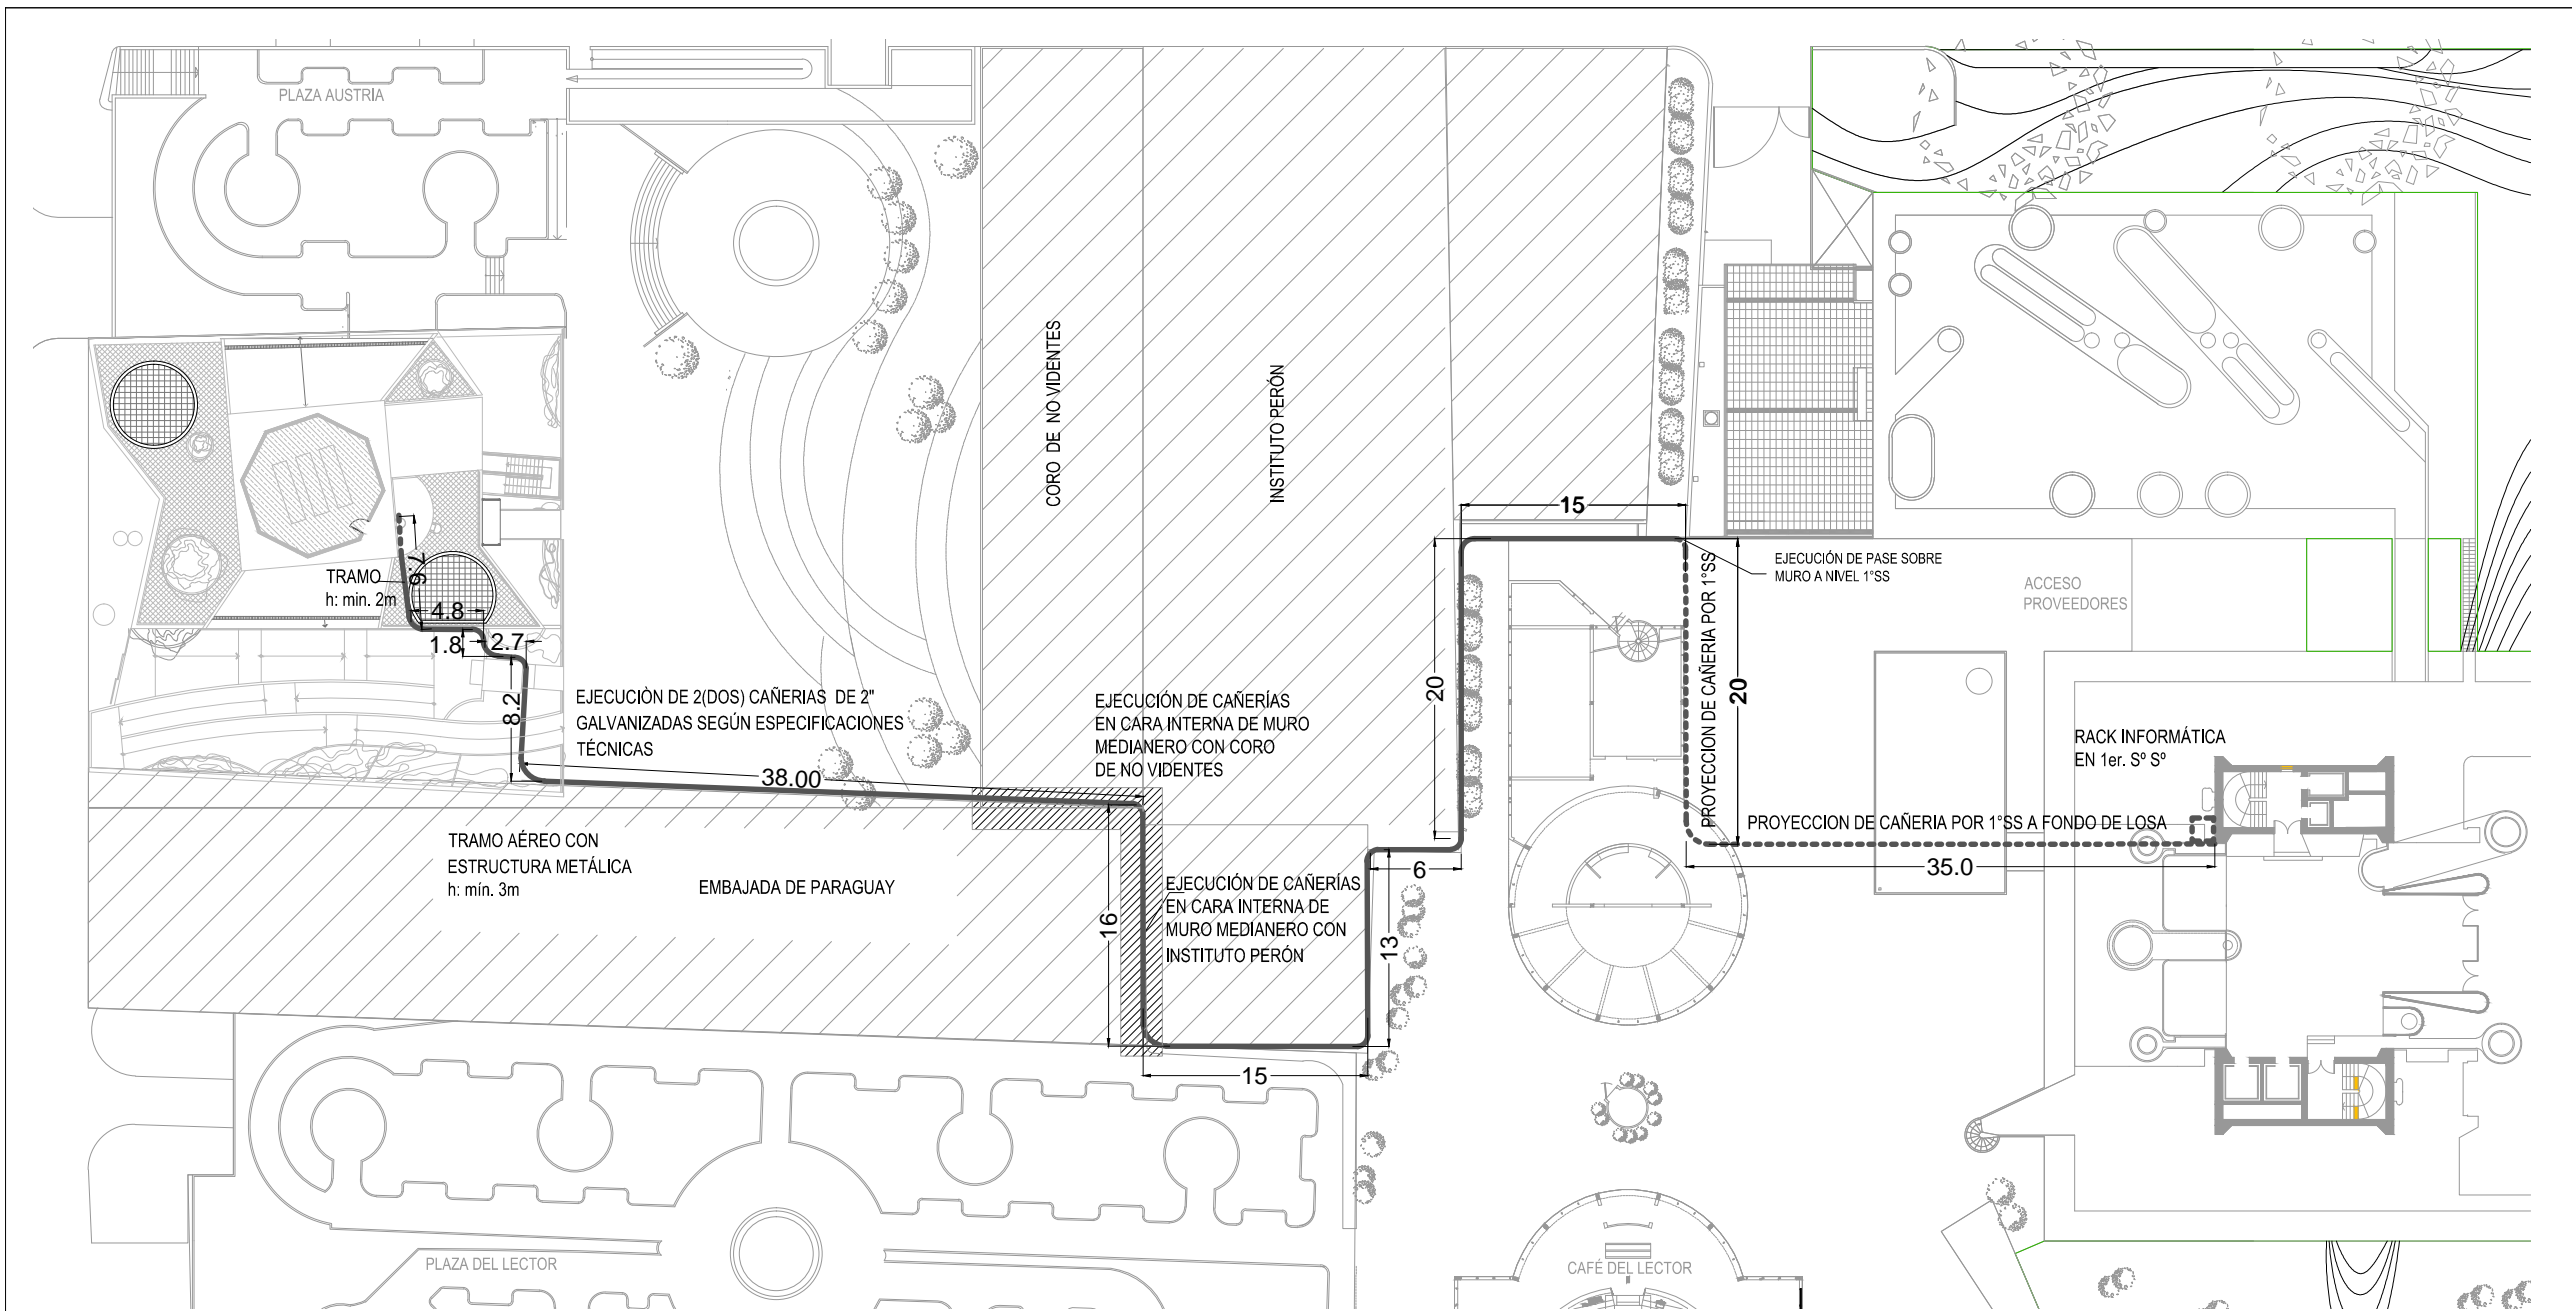 PLAZA AUSTRIA
CORO DE NO VIDENTES
INSTITUTO PERÓN
15
EJECUCIÓN DE PASE SOBRE
MURO A NIVEL 1°SS
ACCESO
PROVEEDORES
TRAMO
h: min. 2m
7.6
4.8
1.8
2.7
8.2
EJECUCIÒN DE 2(DOS) CAÑERIAS DE 2"
GALVANIZADAS SEGÚN ESPECIFICACIONES
TÉCNICAS
38.00
EJECUCIÓN DE CAÑERÍAS
EN CARA INTERNA DE MURO
MEDIANERO CON CORO
DE NO VIDENTES
20
PROYECCION DE CAÑERIA POR 1°SS
20
RACK INFORMÁTICA
EN 1er. Sº Sº
PROYECCION DE CAÑERIA POR 1°SS A FONDO DE LOSA
35.0
TRAMO AÉREO CON
ESTRUCTURA METÁLICA
h: mín. 3m
EMBAJADA DE PARAGUAY
16
EJECUCIÓN DE CAÑERÍAS
EN CARA INTERNA DE
MURO MEDIANERO CON
INSTITUTO PERÓN
6
13
15
PLAZA DEL LECTOR
CAFÉ DEL LECTOR